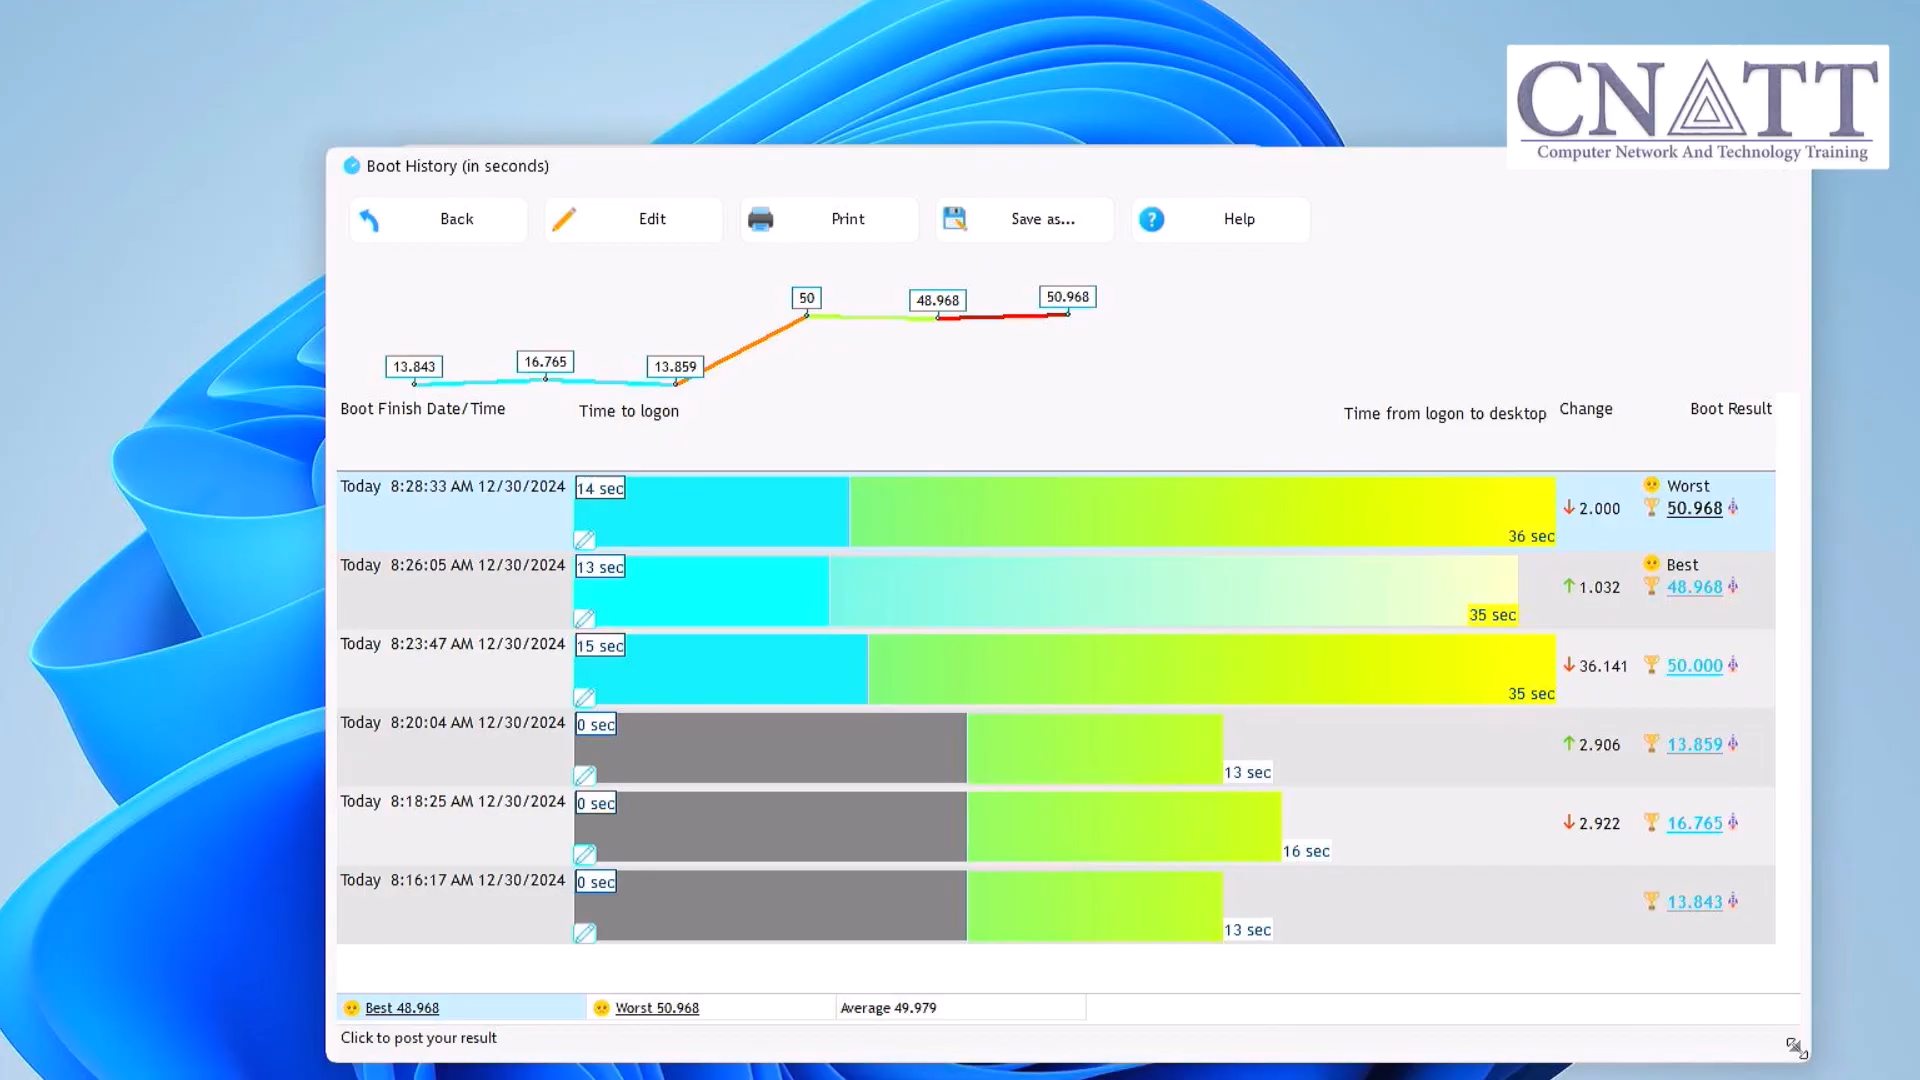 CNATT
Computer Network And Technology Training
Boot History (in seconds)
Back
Edit
Print
Save as...
? Help
13.843
16.765
13.859
50
48.968
50.968
Boot Finish Date/Time
Time to logon
Time from logon to desktop
Change
Boot Result
Today 8:28:33 AM 12/30/2024
14 sec
36 sec
2.000
Worst
50.968
Today 8:26:05 AM 12/30/2024
13 sec
35 sec
1.032
Best
48.968
Today 8:23:47 AM 12/30/2024
15 sec
35 sec
36.141
50.000
Today 8:20:04 AM 12/30/2024
0 sec
13 sec
2.906
13.859
Today 8:18:25 AM 12/30/2024
0 sec
16 sec
2.922
16.765
Today 8:16:17 AM 12/30/2024
0 sec
13 sec
13.843
Best 48.968
Worst 50.968
Average 49.979
Click to post your result